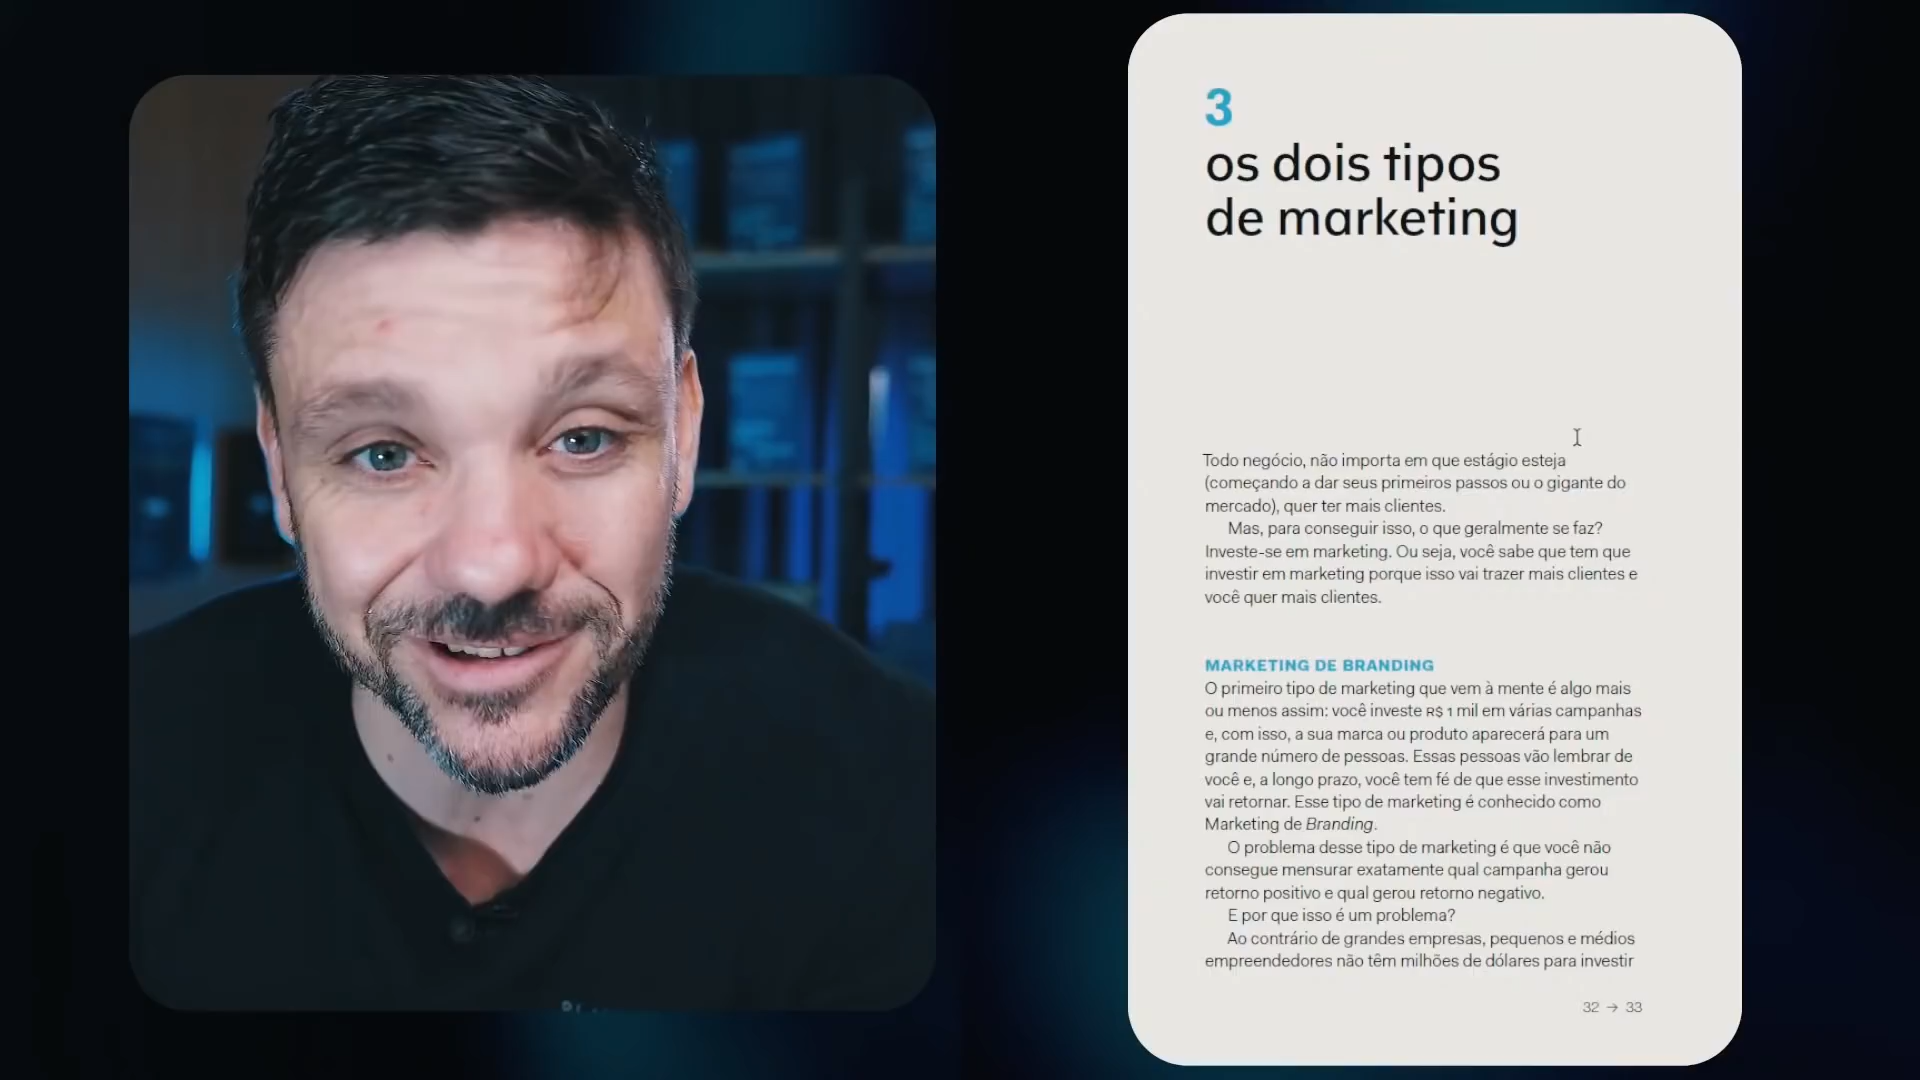 3
os dois tipos
de marketing
Todo negócio, não importa em que estágio esteja
(começando a dar seus primeiros passos ou o gigante do
mercado), quer ter mais clientes.
Mas, para conseguir isso, o que geralmente se faz?
Investe-se em marketing. Ou seja, você sabe que tem que
investir em marketing porque isso vai trazer mais clientes e
você quer mais clientes.
MARKETING DE BRANDING
O primeiro tipo de marketing que vem à mente é algo mais
ou menos assim: você investe R$ 1 mil em várias campanhas
e, com isso, a sua marca ou produto aparecerá para um
grande número de pessoas. Essas pessoas vão lembrar de
você e, a longo prazo, você tem fé de que esse investimento
vai retornar. Esse tipo de marketing é conhecido como
Marketing de Branding.
O problema desse tipo de marketing é que você não
consegue mensurar exatamente qual campanha gerou
retorno positivo e qual gerou retorno negativo.
E por que isso é um problema?
Ao contrário de grandes empresas, pequenos e médios
empreendedores não têm milhões de dólares para investir
32 → 33